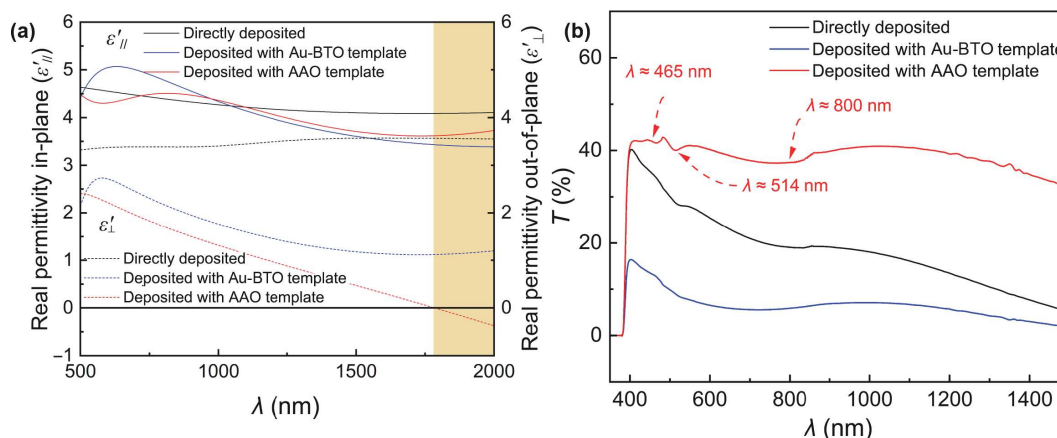 (a)
ε′//
Directly deposited
Deposited with Au-BTO template
Deposited with AAO template
ε′⊥
Directly deposited
Deposited with Au-BTO template
Deposited with AAO template
Real permittivity in-plane (ε′//)
6
5
4
3
2
1
0
−1
Real permittivity out-of-plane (ε′⊥)
6
5
4
3
2
1
0
−1
500
1000
1500
2000
λ (nm)
(b)
Directly deposited
Deposited with Au-BTO template
Deposited with AAO template
λ ≈ 465 nm
λ ≈ 800 nm
λ ≈ 514 nm
T (%)
60
40
20
0
400
600
800
1000
1200
1400
λ (nm)